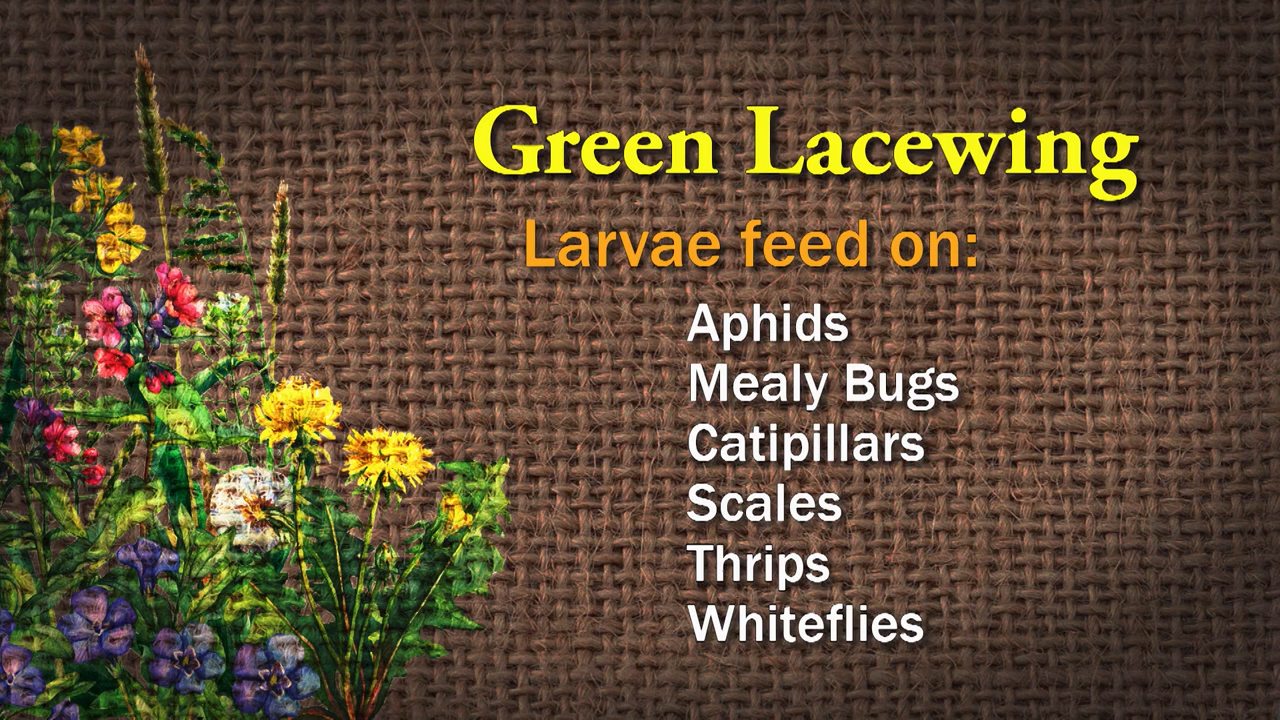 Green Lacewing
Larvae feed on:
Aphids
Mealy Bugs
Catipillars
Scales
Thrips
Whiteflies